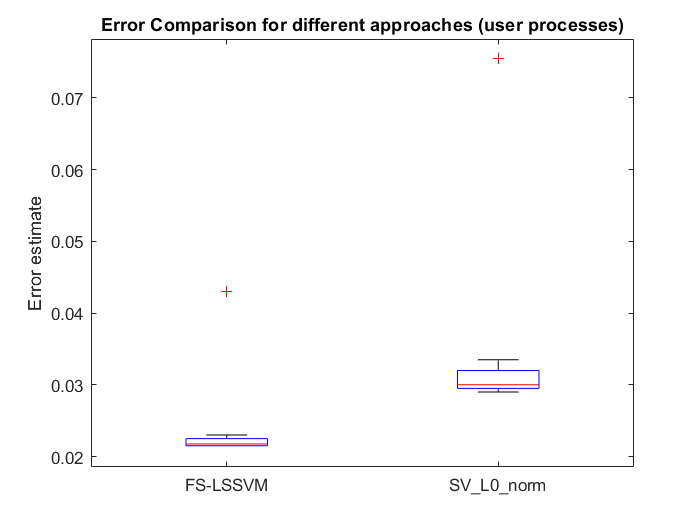 Error Comparison for different approaches (user processes)
Error estimate
0.07
0.06
0.05
0.04
0.03
0.02
FS-LSSVM
SV_L0_norm